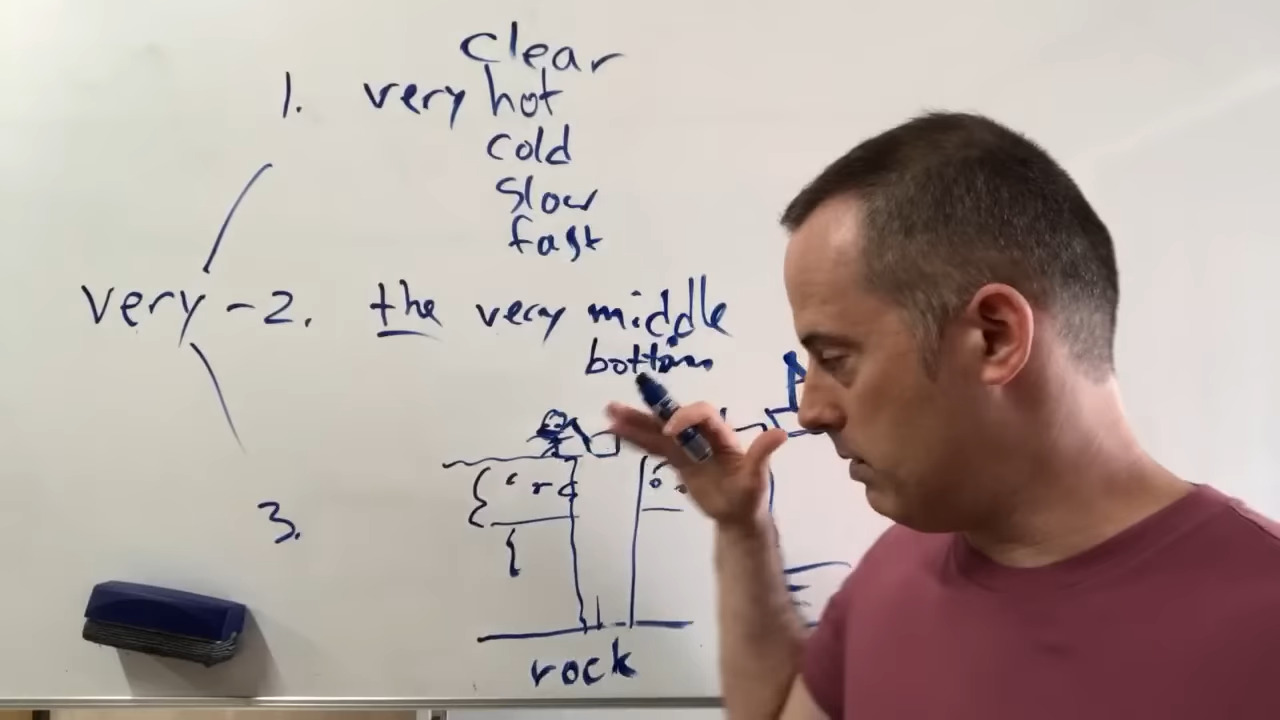 clear
1. very hot
cold
slow
fast
very - 2. the very middle
bottom
3.
rock